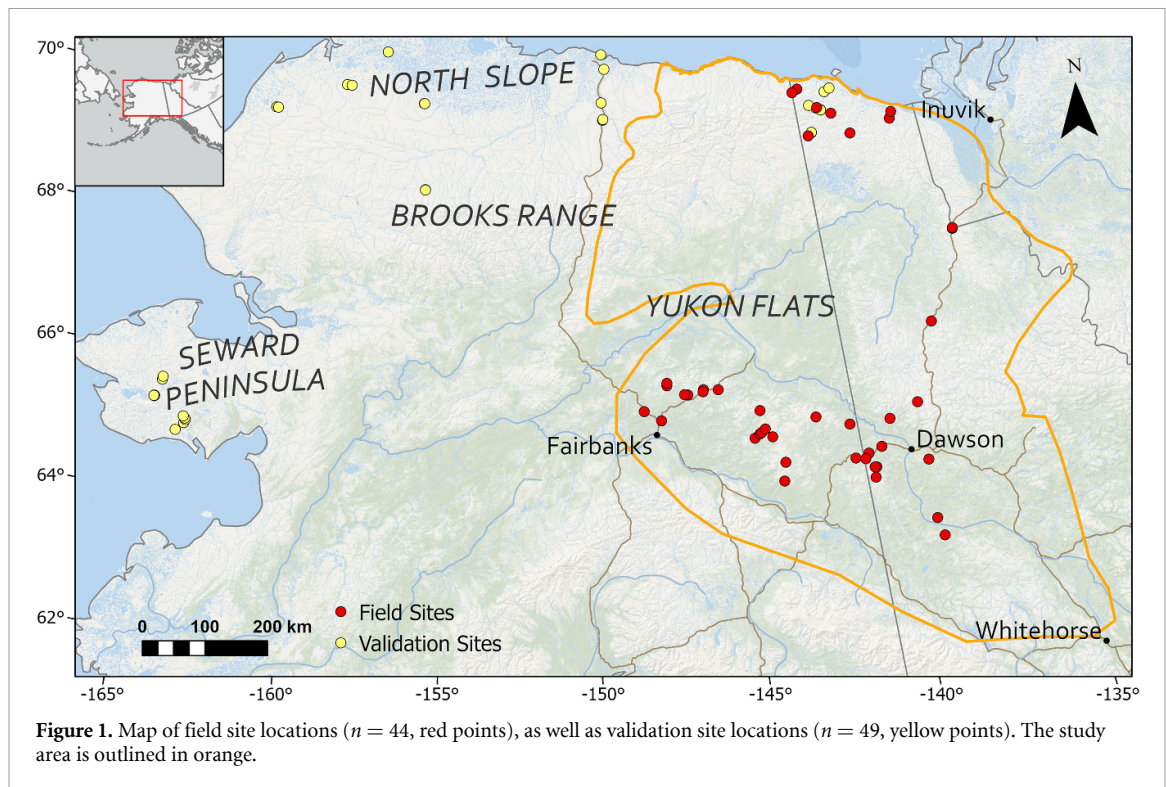 70°
68°
66°
64°
62°
NORTH SLOPE
Inuvik
N
BROOKS RANGE
YUKON FLATS
SEWARD
PENINSULA
Fairbanks
Dawson
Whitehorse
0 100 200 km
Field Sites
Validation Sites
-165° -160° -155° -150° -145° -140° -135°
Figure 1. Map of field site locations (n = 44, red points), as well as validation site locations (n = 49, yellow points). The study
area is outlined in orange.